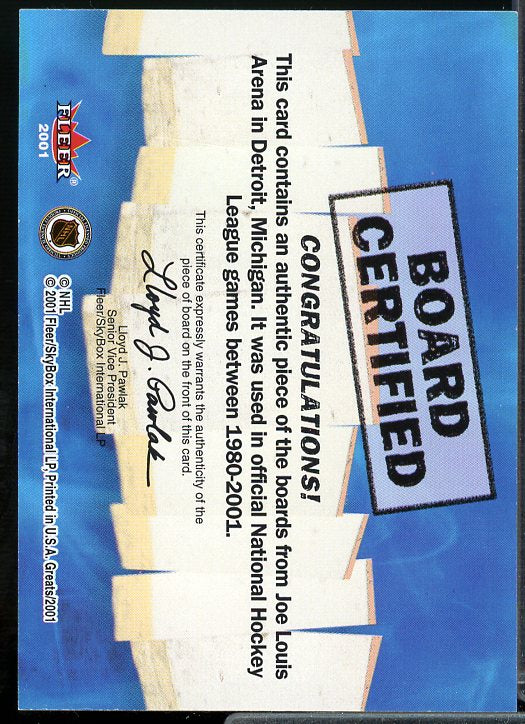 BOARD
CERTIFIED
CONGRATULATIONS!
This card contains an authentic piece of the boards from Joe Louis
Arena in Detroit, Michigan. It was used in official National Hockey
League games between 1980-2001.
This certificate expressly warrants the authenticity of the
piece of board on the front of this card.
Lloyd J. Pawlak
Lloyd J. Pawlak
Senior Vice President
Fleer/SkyBox International LP
FLEER®
2001
NHL
© NHL
© 2001 Fleer/SkyBox International LP, Printed in U.S.A. Greats/2001